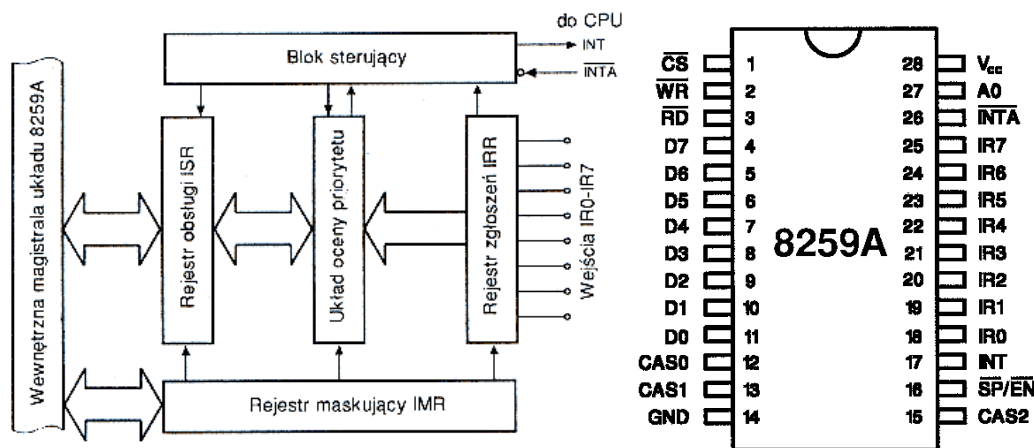 do CPU
Blok sterujący
INT
INTA
Wewnętrzna magistrala układu 8259A
Rejestr obsługi ISR
Układ oceny priorytetu
Rejestr zgłoszeń IRR
Wejścia IR0-IR7
Rejestr maskujący IMR
8259A
CS 1
WR 2
RD 3
D7 4
D6 5
D5 6
D4 7
D3 8
D2 9
D1 10
D0 11
CAS0 12
CAS1 13
GND 14
28 Vcc
27 A0
26 INTA
25 IR7
24 IR6
23 IR5
22 IR4
21 IR3
20 IR2
19 IR1
18 IR0
17 INT
16 SP/EN
15 CAS2